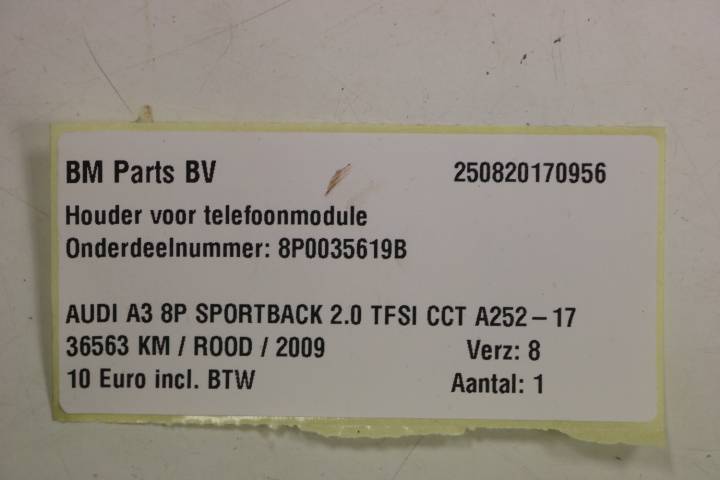 BM Parts BV 250820170956
Houder voor telefoonmodule
Onderdeelnummer: 8P0035619B
AUDI A3 8P SPORTBACK 2.0 TFSI CCT A252-17
36563 KM / ROOD / 2009 Verz: 8
10 Euro incl. BTW Aantal: 1